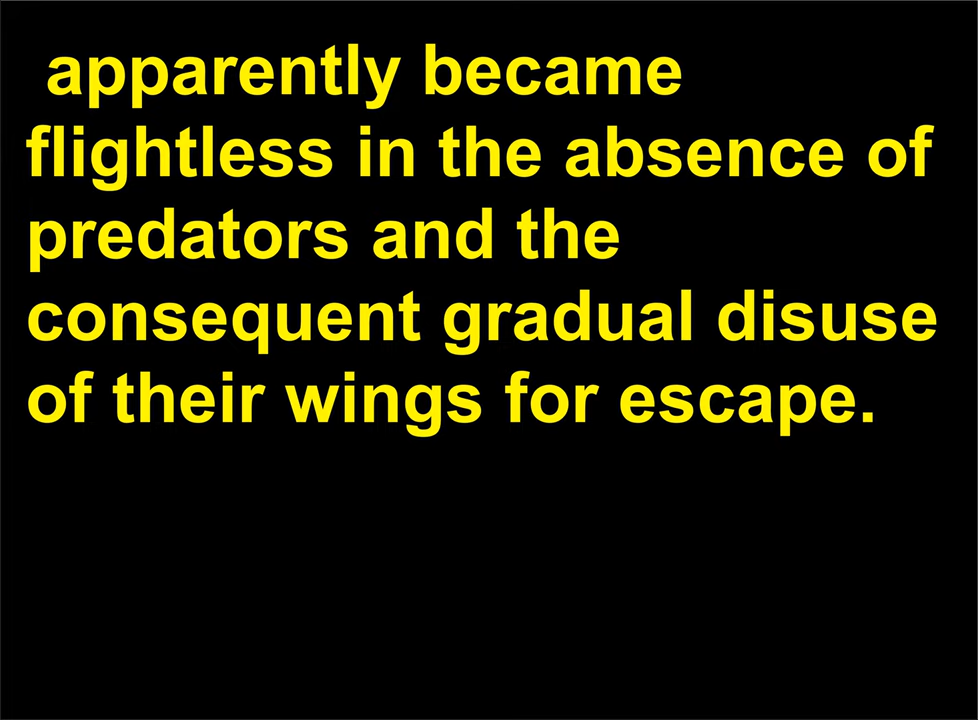 apparently became
flightless in the absence of
predators and the
consequent gradual disuse
of their wings for escape.